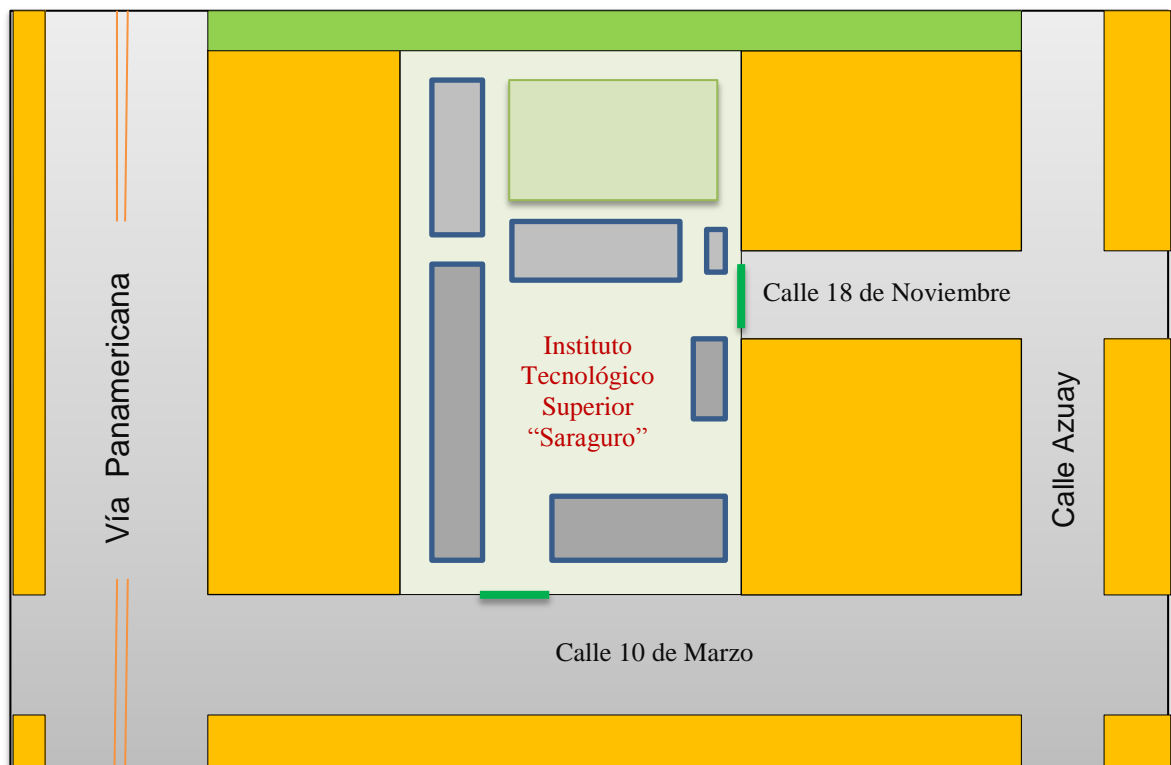 Vía Panamericana
Calle 18 de Noviembre
Instituto
Tecnológico
Superior
“Saraguro”
Calle Azuay
Calle 10 de Marzo